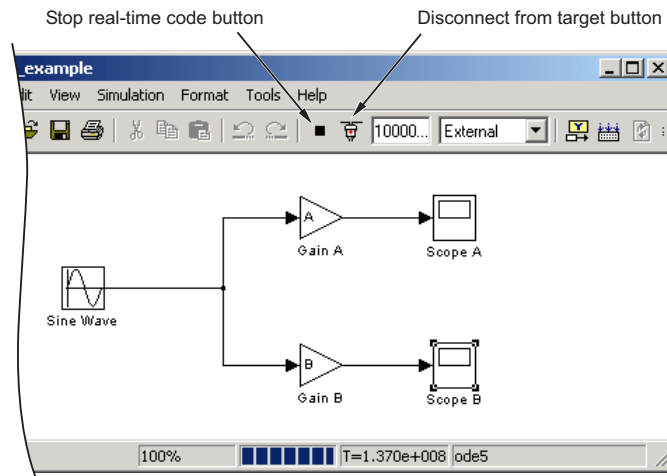 Stop real-time code button
Disconnect from target button
_example
dit View Simulation Format Tools Help
10000... External
Y
A
Gain A
Scope A
Sine Wave
B
Gain B
Scope B
100% T=1.370e+008 ode5